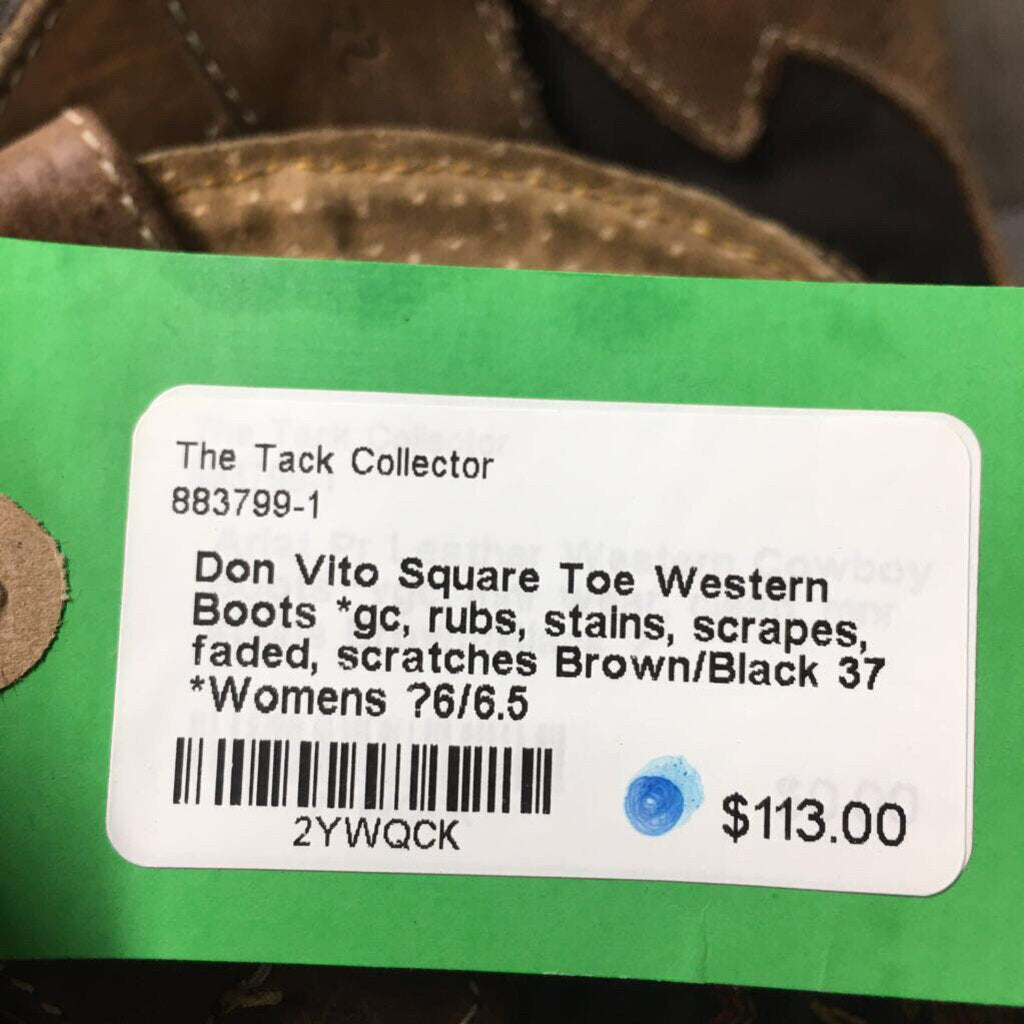 The Tack Collector
883799-1
Don Vito Square Toe Western
Boots *gc, rubs, stains, scrapes,
faded, scratches Brown/Black 37
*Womens ?6/6.5
2YWQCK
$113.00